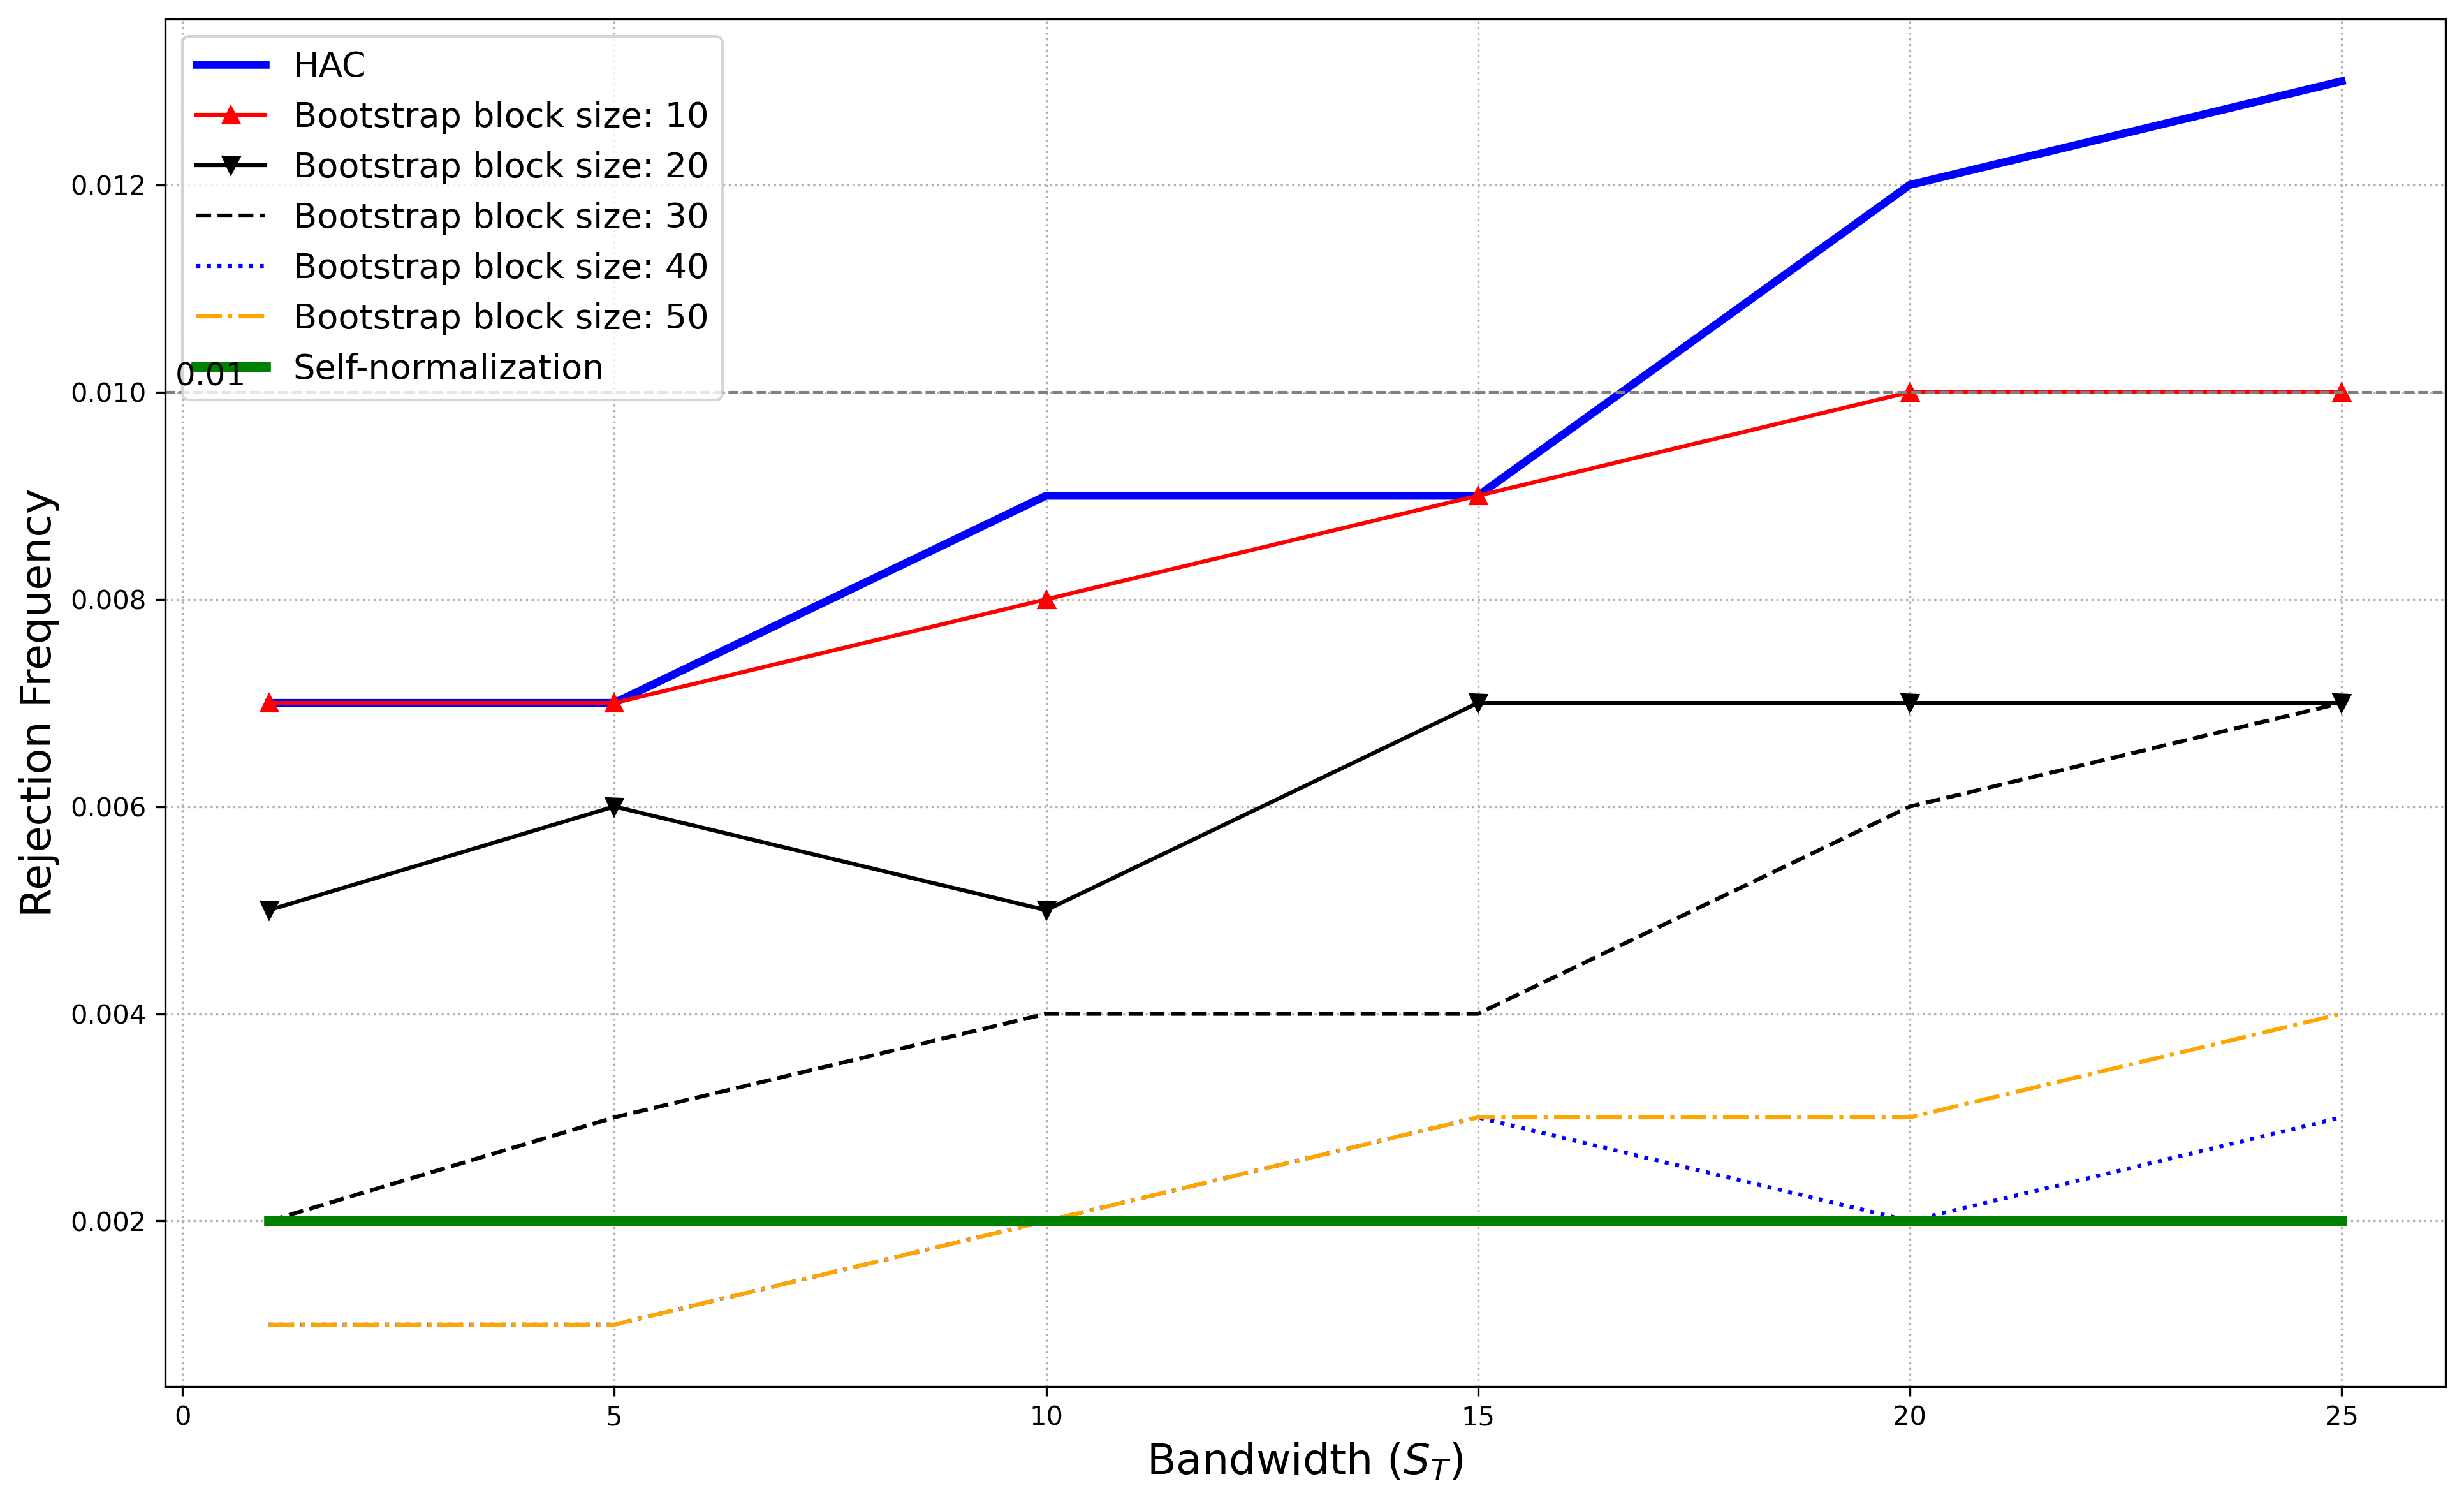 HAC
Bootstrap block size: 10
Bootstrap block size: 20
Bootstrap block size: 30
Bootstrap block size: 40
Bootstrap block size: 50
Self-normalization
0.01
0.012
0.010
0.008
0.006
0.004
0.002
Rejection Frequency
0 5 10 15 20 25
Bandwidth (S_T)